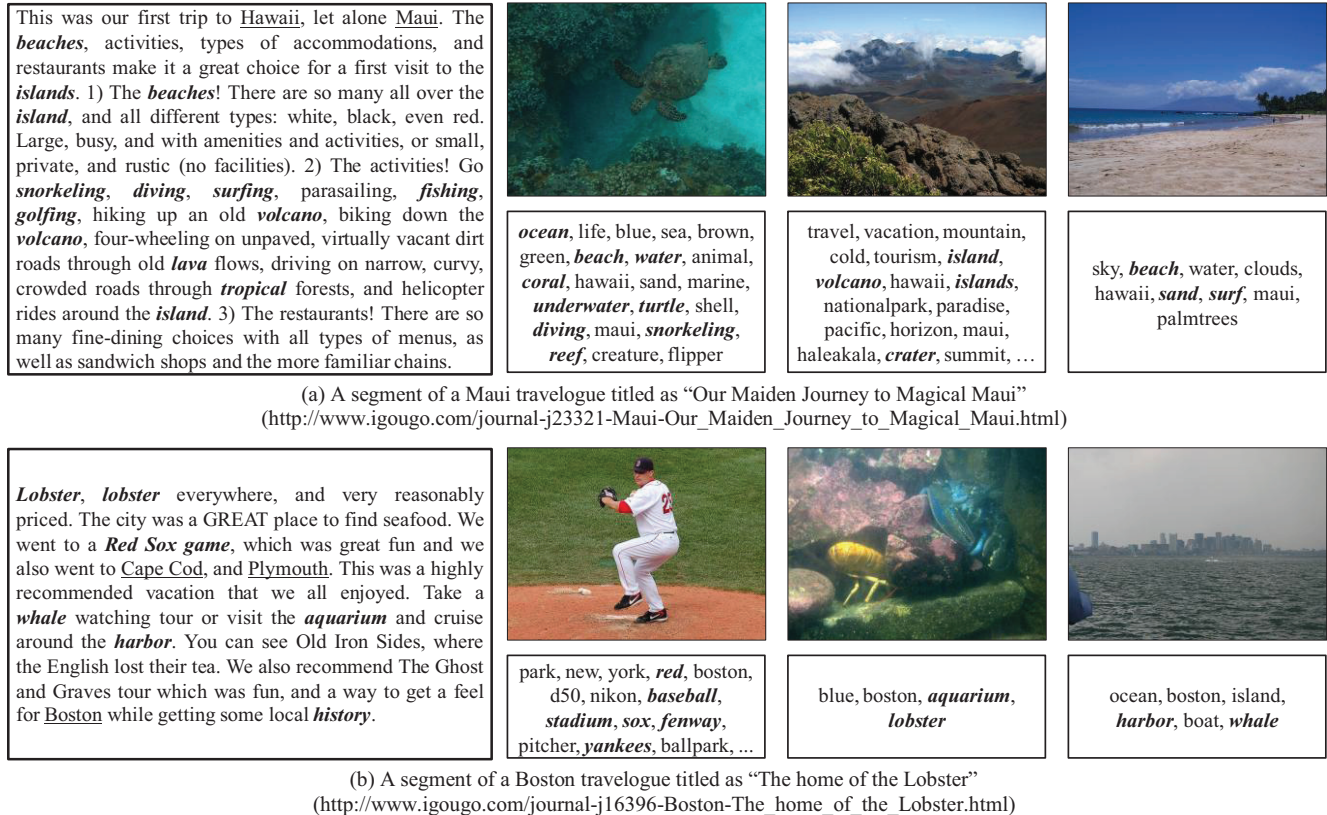 This was our first trip to Hawaii, let alone Maui. The
beaches, activities, types of accommodations, and
restaurants make it a great choice for a first visit to the
islands. 1) The beaches! There are so many all over the
island, and all different types: white, black, even red.
Large, busy, and with amenities and activities, or small,
private, and rustic (no facilities). 2) The activities! Go
snorkeling, diving, surfing, parasailing, fishing,
golfing, hiking up an old volcano, biking down the
volcano, four-wheeling on unpaved, virtually vacant dirt
roads through old lava flows, driving on narrow, curvy,
crowded roads through tropical forests, and helicopter
rides around the island. 3) The restaurants! There are so
many fine-dining choices with all types of menus, as
well as sandwich shops and the more familiar chains.
ocean, life, blue, sea, brown,
green, beach, water, animal,
coral, hawaii, sand, marine,
underwater, turtle, shell,
diving, maui, snorkeling,
reef, creature, flipper
travel, vacation, mountain,
cold, tourism, island,
volcano, hawaii, islands,
nationalpark, paradise,
pacific, horizon, maui,
haleakala, crater, summit, …
sky, beach, water, clouds,
hawaii, sand, surf, maui,
palmtrees
(a) A segment of a Maui travelogue titled as “Our Maiden Journey to Magical Maui”
(http://www.igougo.com/journal-j23321-Maui-Our_Maiden_Journey_to_Magical_Maui.html)
Lobster, lobster everywhere, and very reasonably
priced. The city was a GREAT place to find seafood. We
went to a Red Sox game, which was great fun and we
also went to Cape Cod, and Plymouth. This was a highly
recommended vacation that we all enjoyed. Take a
whale watching tour or visit the aquarium and cruise
around the harbor. You can see Old Iron Sides, where
the English lost their tea. We also recommend The Ghost
and Graves tour which was fun, and a way to get a feel
for Boston while getting some local history.
park, new, york, red, boston,
d50, nikon, baseball,
stadium, sox, fenway,
pitcher, yankees, ballpark, ...
blue, boston, aquarium,
lobster
ocean, boston, island,
harbor, boat, whale
(b) A segment of a Boston travelogue titled as “The home of the Lobster”
(http://www.igougo.com/journal-j16396-Boston-The_home_of_the_Lobster.html)